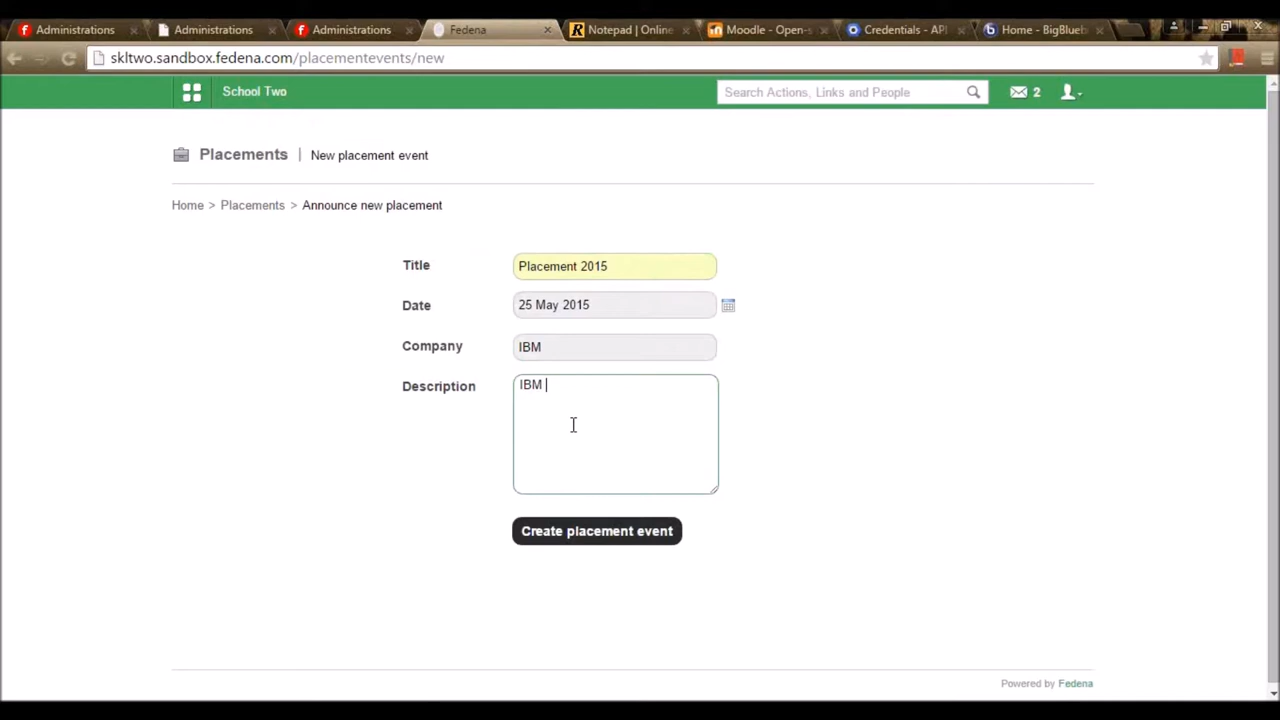 Administrations
Administrations
Administrations
Fedena
Notepad | Online
Moodle - Open-s
Credentials - API
Home - BigBlueb
skltwo.sandbox.fedena.com/placementevents/new
School Two
Search Actions, Links and People
2
Placements | New placement event
Home > Placements > Announce new placement
Title
Placement 2015
Date
25 May 2015
Company
IBM
Description
IBM
Create placement event
Powered by Fedena